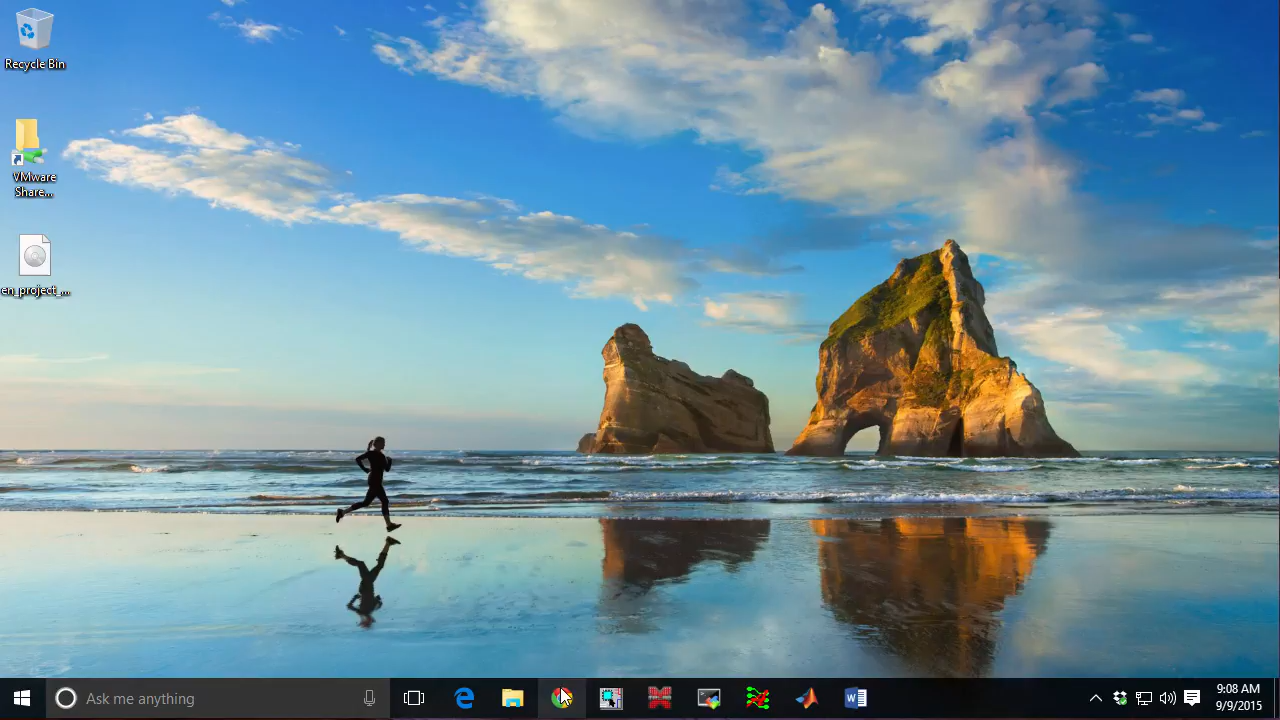 Recycle Bin
VMware
Share...
en_project_...
Ask me anything
9:08 AM
9/9/2015